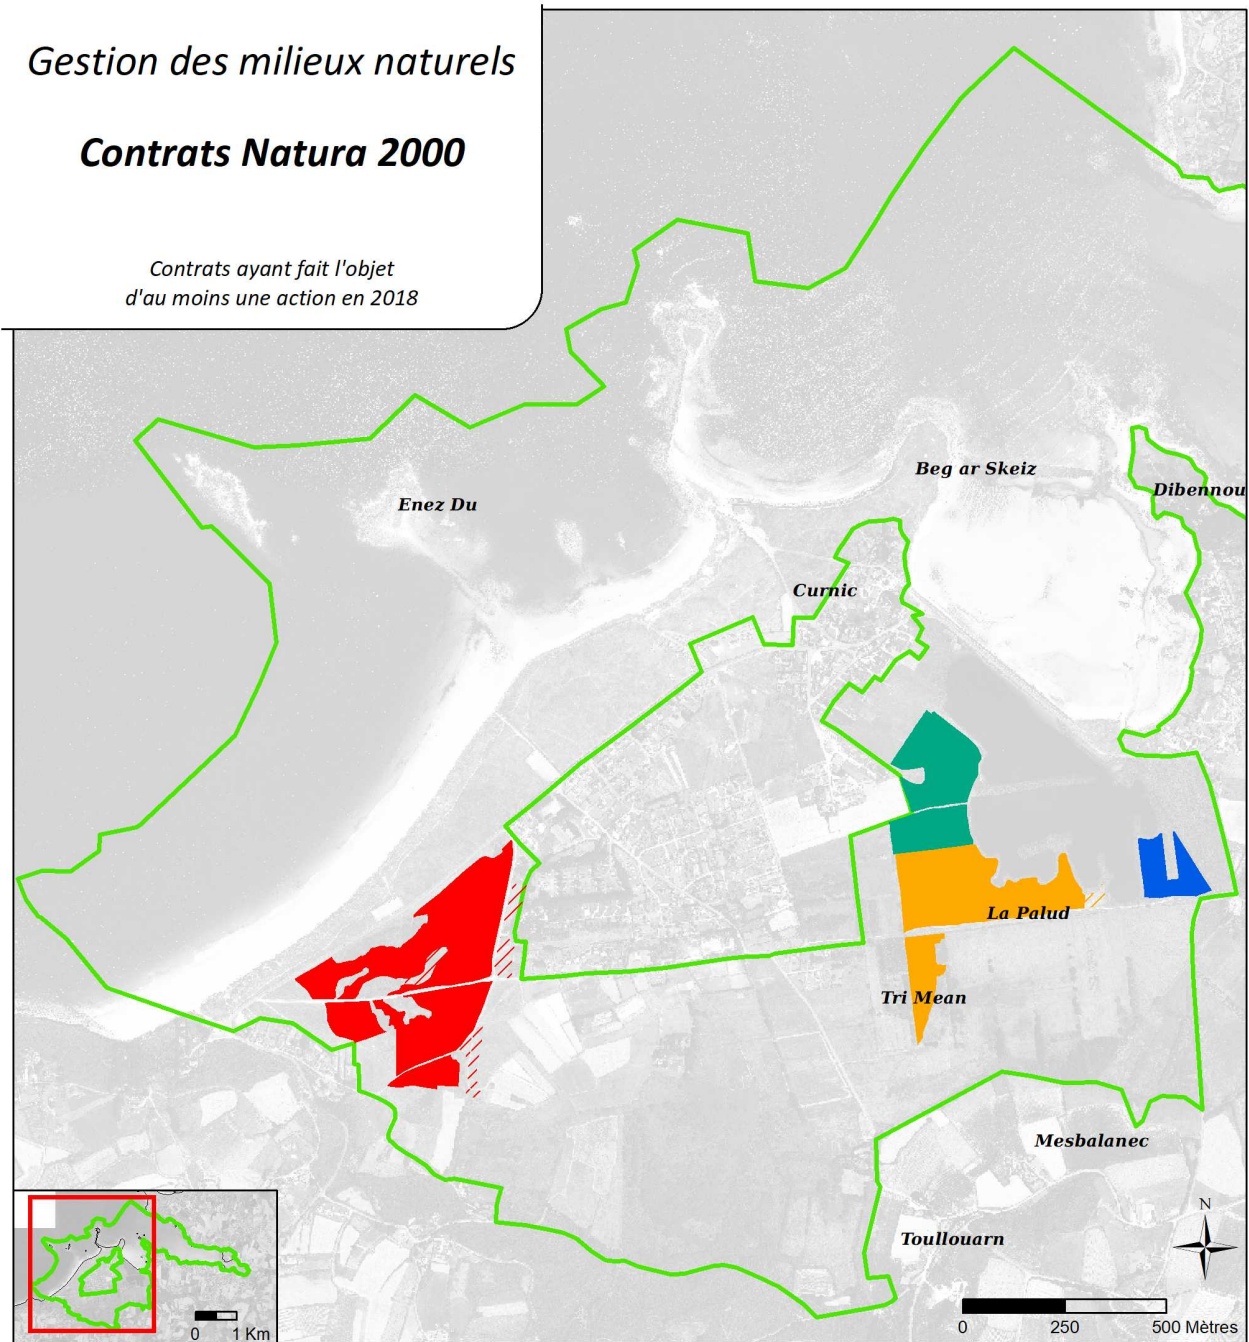 Gestion des milieux naturels
Contrats Natura 2000
Contrats ayant fait l'objet
d'au moins une action en 2018
Beg ar Skeiz
Dibennou
Enez Du
Curnic
La Palud
Tri Mean
Mesbalanec
Toullouarn
N
0 1 Km
0 250 500 Mètres